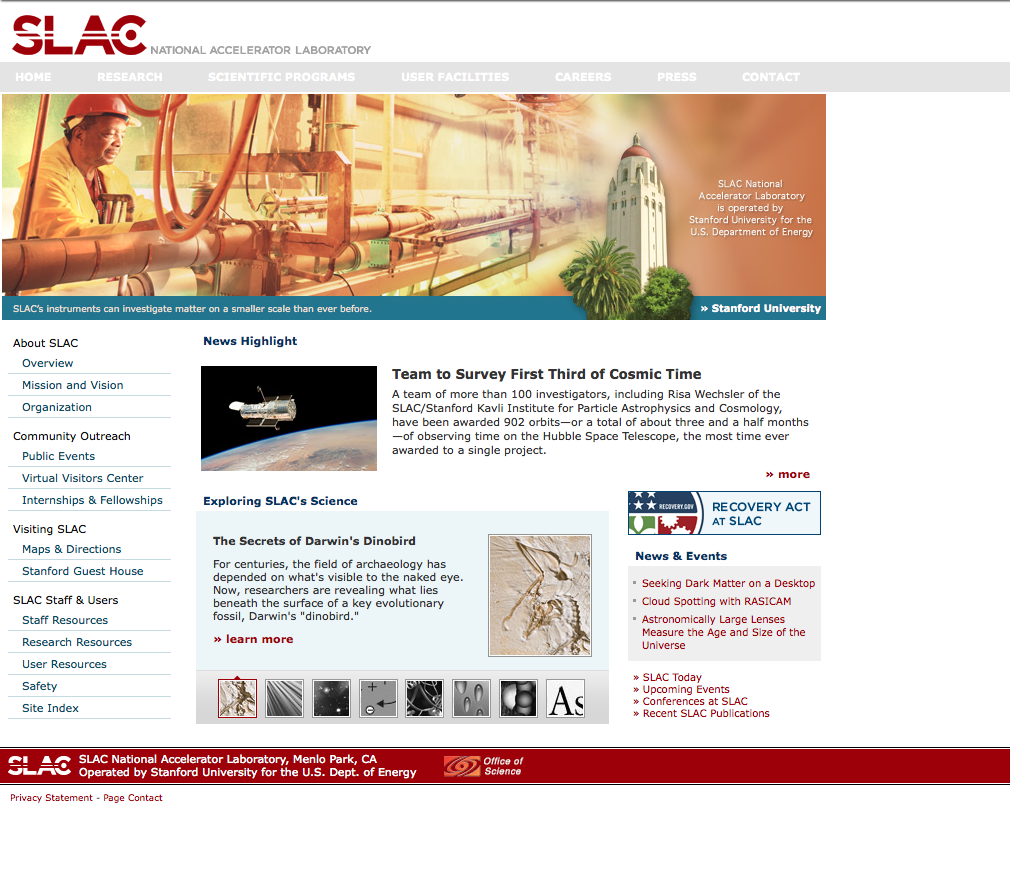 SLAC NATIONAL ACCELERATOR LABORATORY
HOME RESEARCH SCIENTIFIC PROGRAMS USER FACILITIES CAREERS PRESS CONTACT
SLAC National
Accelerator Laboratory
is operated by
Stanford University for the
U.S. Department of Energy
SLAC's instruments can investigate matter on a smaller scale than ever before.
» Stanford University
About SLAC
Overview
Mission and Vision
Organization
Community Outreach
Public Events
Virtual Visitors Center
Internships & Fellowships
Visiting SLAC
Maps & Directions
Stanford Guest House
SLAC Staff & Users
Staff Resources
Research Resources
User Resources
Safety
Site Index
News Highlight
Team to Survey First Third of Cosmic Time
A team of more than 100 investigators, including Risa Wechsler of the
SLAC/Stanford Kavli Institute for Particle Astrophysics and Cosmology,
have been awarded 902 orbits—or a total of about three and a half months
—of observing time on the Hubble Space Telescope, the most time ever
awarded to a single project.
» more
Exploring SLAC's Science
The Secrets of Darwin's Dinobird
For centuries, the field of archaeology has
depended on what's visible to the naked eye.
Now, researchers are revealing what lies
beneath the surface of a key evolutionary
fossil, Darwin's "dinobird."
» learn more
As
RECOVERY.GOV
RECOVERY ACT
AT SLAC
News & Events
Seeking Dark Matter on a Desktop
Cloud Spotting with RASICAM
Astronomically Large Lenses
Measure the Age and Size of the
Universe
» SLAC Today
» Upcoming Events
» Conferences at SLAC
» Recent SLAC Publications
SLAC
SLAC National Accelerator Laboratory, Menlo Park, CA
Operated by Stanford University for the U.S. Dept. of Energy
Office of
Science
Privacy Statement - Page Contact